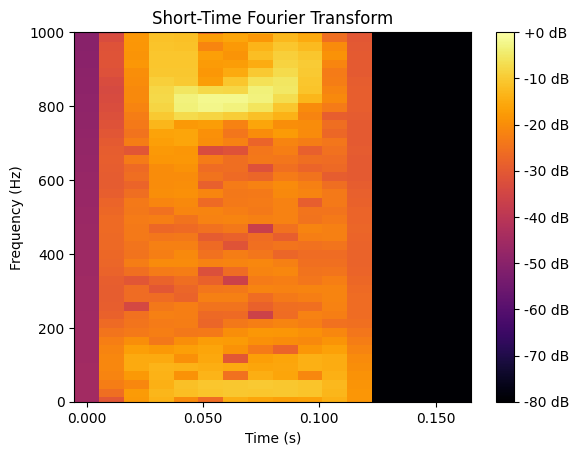 Short-Time Fourier Transform
1000
800
600
400
200
0
Frequency (Hz)
0.000
0.050
0.100
0.150
Time (s)
+0 dB
-10 dB
-20 dB
-30 dB
-40 dB
-50 dB
-60 dB
-70 dB
-80 dB